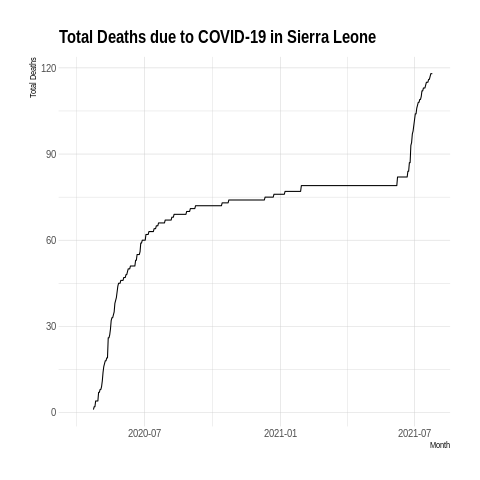 Total Deaths due to COVID-19 in Sierra Leone
Total Deaths
120
90
60
30
0
2020-07
2021-01
2021-07
Month